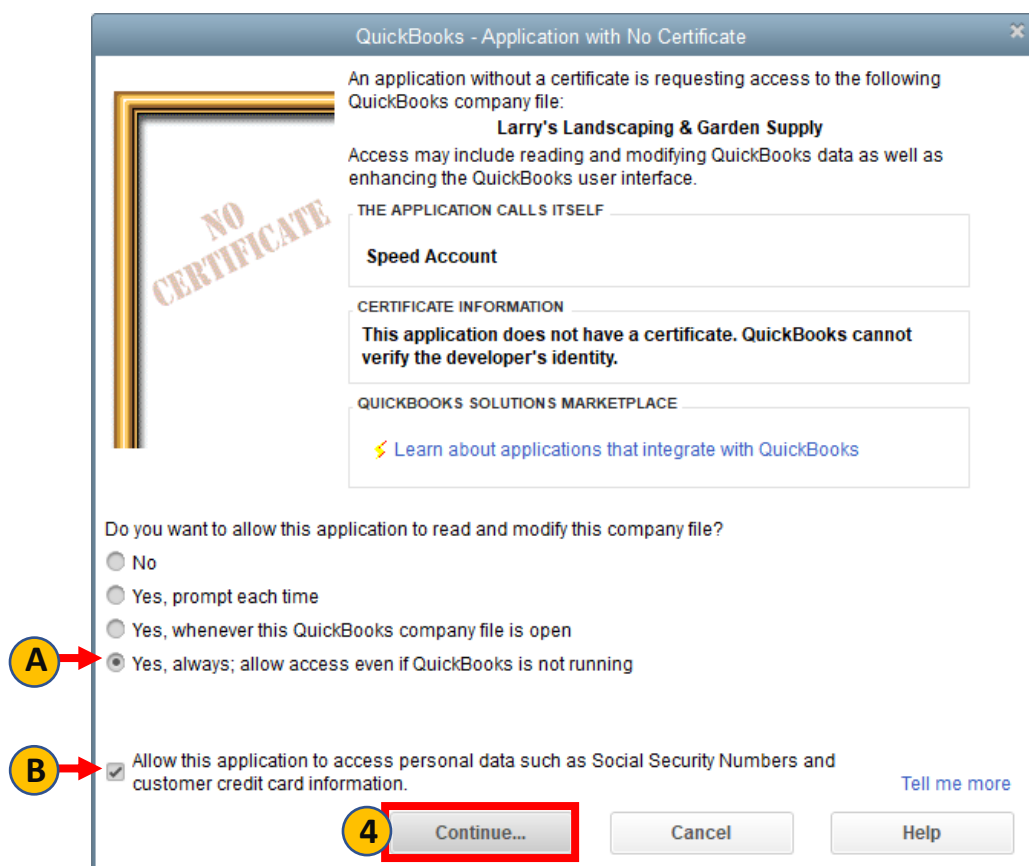 QuickBooks - Application with No Certificate
An application without a certificate is requesting access to the following
QuickBooks company file:
Larry's Landscaping & Garden Supply
Access may include reading and modifying QuickBooks data as well as
enhancing the QuickBooks user interface.
NO
CERTIFICATE
THE APPLICATION CALLS ITSELF
Speed Account
CERTIFICATE INFORMATION
This application does not have a certificate. QuickBooks cannot
verify the developer's identity.
QUICKBOOKS SOLUTIONS MARKETPLACE
Learn about applications that integrate with QuickBooks
Do you want to allow this application to read and modify this company file?
No
Yes, prompt each time
Yes, whenever this QuickBooks company file is open
A Yes, always; allow access even if QuickBooks is not running
B Allow this application to access personal data such as Social Security Numbers and
customer credit card information.
Tell me more
4 Continue... Cancel Help